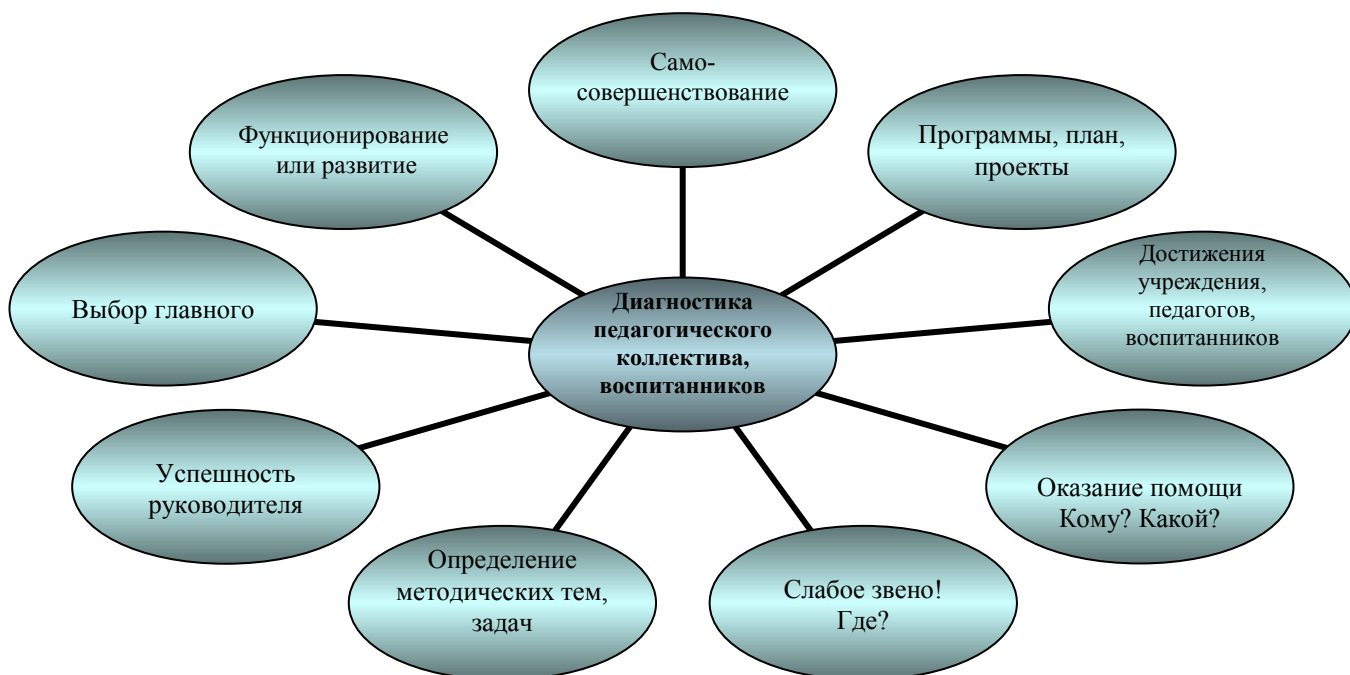 Само-
совершенствование
Функционирование
или развитие
Программы, план,
проекты
Достижения
учреждения,
педагогов,
воспитанников
Выбор главного
Диагностика
педагогического
коллектива,
воспитанников
Успешность
руководителя
Оказание помощи
Кому? Какой?
Определение
методических тем,
задач
Слабое звено!
Где?